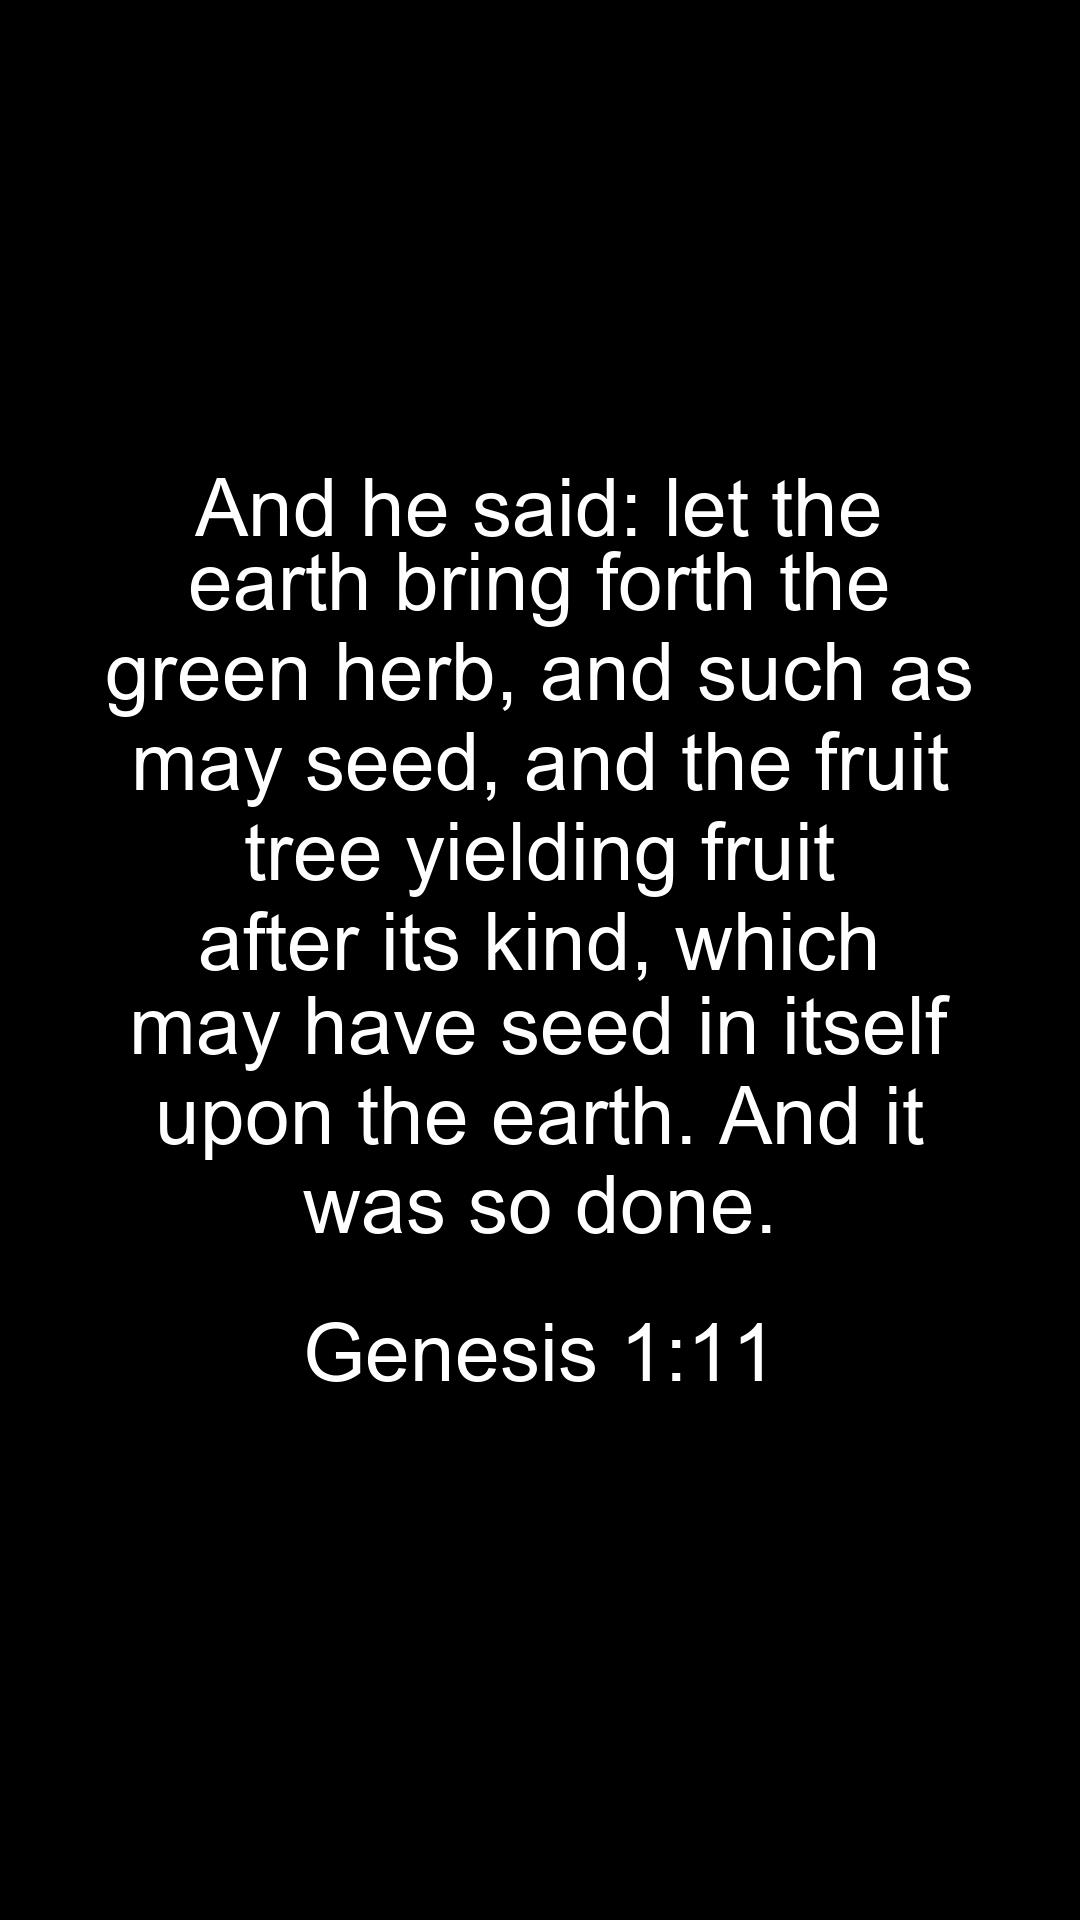 And he said: let the
earth bring forth the
green herb, and such as
may seed, and the fruit
tree yielding fruit
after its kind, which
may have seed in itself
upon the earth. And it
was so done.
Genesis 1:11